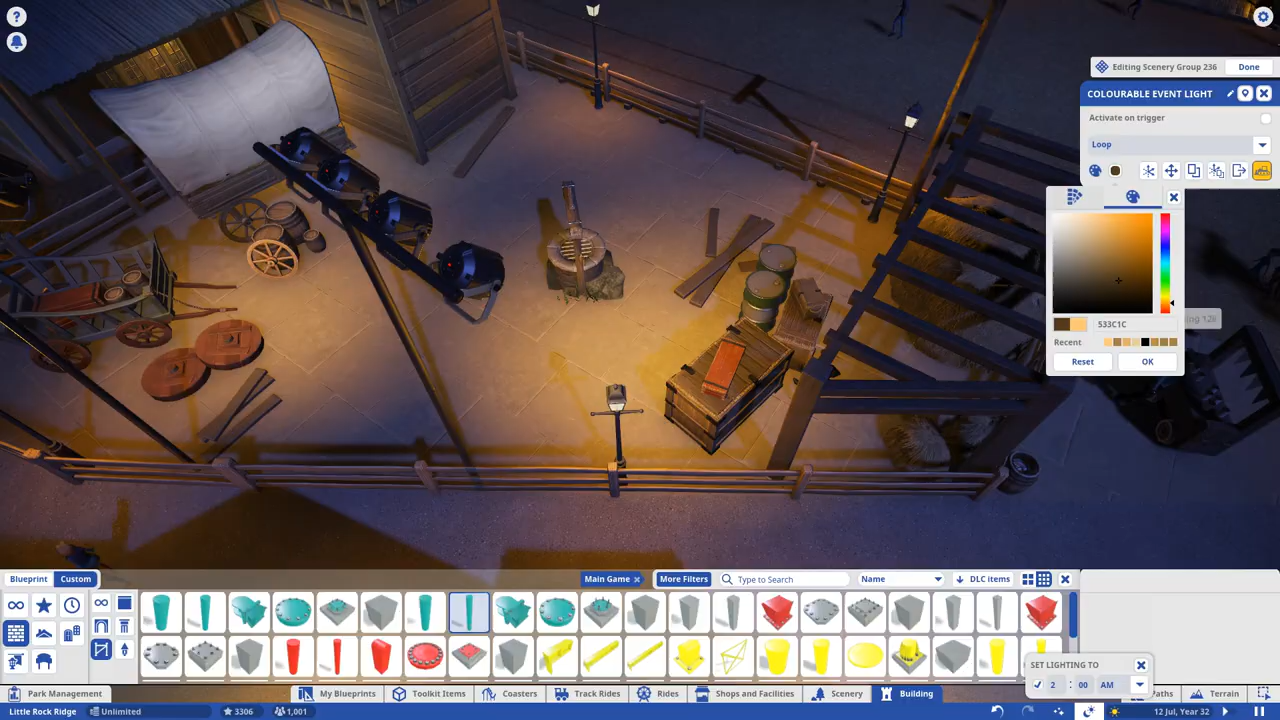 ?
Editing Scenery Group 236
Done
COLOURABLE EVENT LIGHT
Activate on trigger
Loop
533C1C
Recent
Reset
OK
Blueprint
Custom
Main Game
More Filters
Type to Search
Name
DLC items
SET LIGHTING TO
2 : 00 AM
Park Management
My Blueprints
Toolkit Items
Coasters
Track Rides
Rides
Shops and Facilities
Scenery
Building
Paths
Terrain
Little Rock Ridge
Unlimited
3306
1,001
12 Jul, Year 32